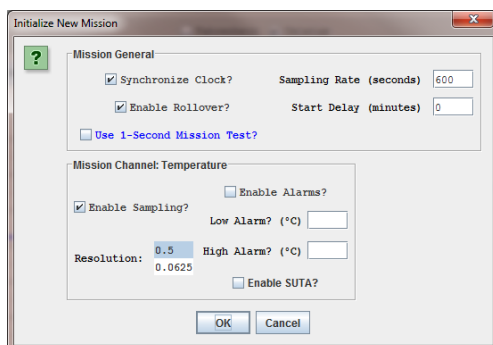 Initialize New Mission
Mission General
Synchronize Clock? Sampling Rate (seconds) 600
Enable Rollover? Start Delay (minutes) 0
Use 1-Second Mission Test?
Mission Channel: Temperature
Enable Alarms?
Enable Sampling?
Low Alarm? (°C)
Resolution: 0.5 High Alarm? (°C)
0.0625
Enable SUTA?
OK Cancel